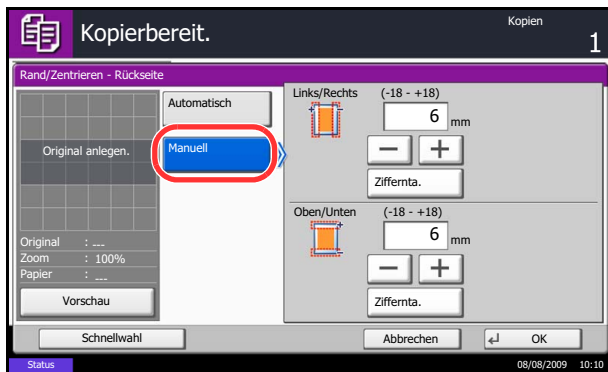 Kopierbereit.
Kopien
1
Rand/Zentrieren - Rückseite
Original anlegen.
Original : ---
Zoom : 100%
Papier : ---
Vorschau
Automatisch
Manuell
Links/Rechts (-18 - +18)
6 mm
− +
Ziffernta.
Oben/Unten (-18 - +18)
6 mm
− +
Ziffernta.
Schnellwahl
Abbrechen
OK
Status
08/08/2009 10:10